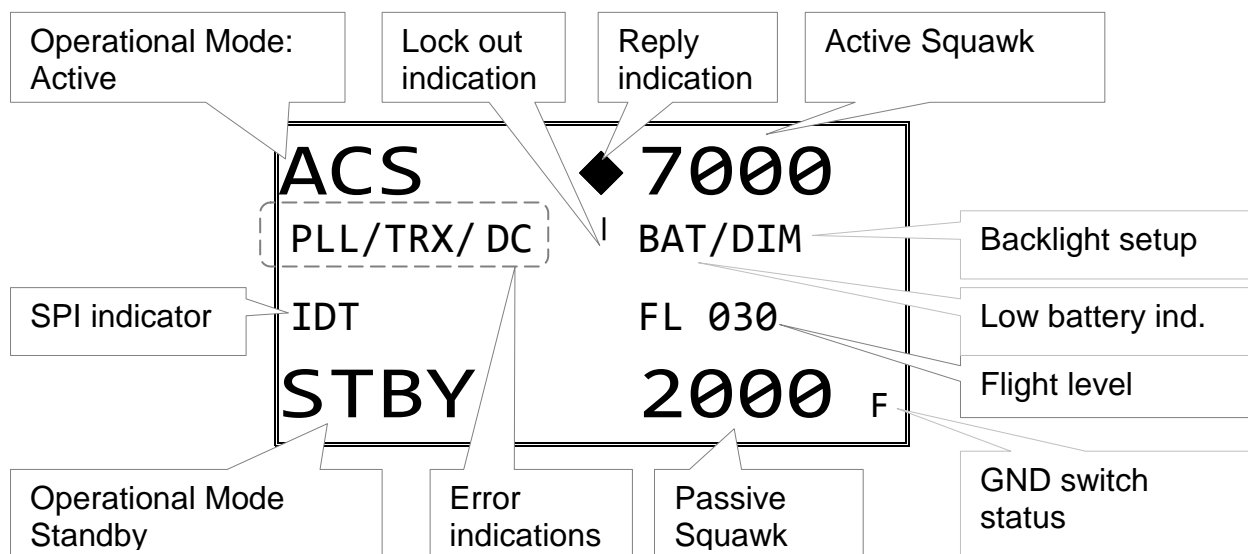 Operational Mode:
Active
Lock out
indication
Reply
indication
Active Squawk
ACS
◆ 7000
PLL/TRX/ DC
I
BAT/DIM
Backlight setup
SPI indicator
IDT
FL 030
Low battery ind.
Flight level
STBY
2000
F
Operational Mode
Standby
Error
indications
Passive
Squawk
GND switch
status